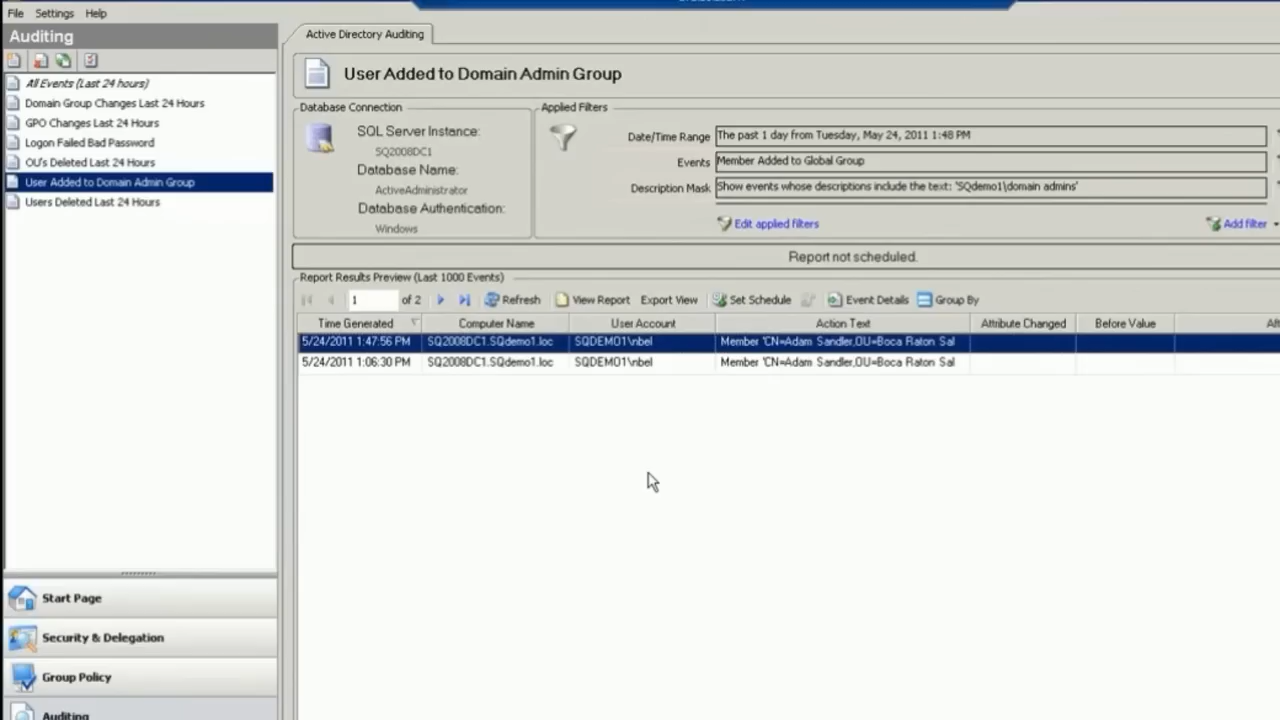 File Settings Help
Auditing
All Events (Last 24 hours)
Domain Group Changes Last 24 Hours
GPO Changes Last 24 Hours
Logon Failed Bad Password
OU's Deleted Last 24 Hours
User Added to Domain Admin Group
Users Deleted Last 24 Hours
Start Page
Security & Delegation
Group Policy
Auditing
Active Directory Auditing
User Added to Domain Admin Group
Database Connection
SQL Server Instance:
SQ2008DC1
Database Name:
ActiveAdministrator
Database Authentication:
Windows
Applied Filters
Date/Time Range The past 1 day from Tuesday, May 24, 2011 1:48 PM
Events Member Added to Global Group
Description Mask Show events whose descriptions include the text: 'SQdemo1\domain admins'
Edit applied filters Add filter
Report not scheduled.
Report Results Preview (Last 1000 Events)
1 of 2 Refresh View Report Export View Set Schedule Event Details Group By
Time Generated Computer Name User Account Action Text Attribute Changed Before Value
5/24/2011 1:47:56 PM SQ2008DC1.SQdemo1.loc SQDEMO1\nbel Member 'CN=Adam Sandler,OU=Boca Raton Sal
5/24/2011 1:06:30 PM SQ2008DC1.SQdemo1.loc SQDEMO1\nbel Member 'CN=Adam Sandler,OU=Boca Raton Sal